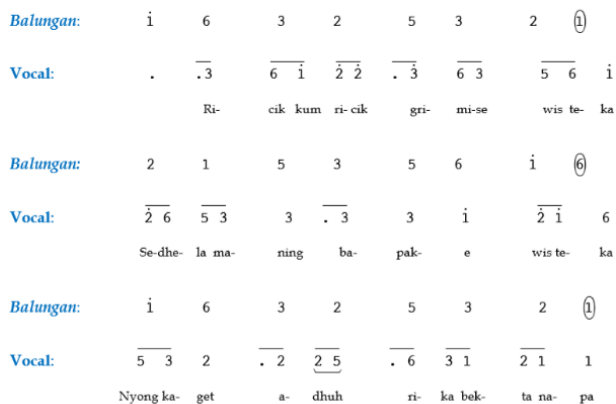 Balungan: i̇ 6 3 2 5 3 2 ①
Vocal: . .3 6 i̇ 2̇ 2̇ . 3̇ 6 3 5 6 i̇
Ri- cik kum ri- cik gri- mi-se wis te- ka
Balungan: 2 1 5 3 5 6 i̇ ⑥
Vocal: 2̇ 6 5 3 3 . 3 3 i̇ 2̇ i̇ 6
Se-dhe- la ma- ning ba- pak- e wis te- ka
Balungan: i̇ 6 3 2 5 3 2 ①
Vocal: 5 3 2 . 2 2 5 . 6 3 1 2 1 1
Nyong ka- get a- dhuh ri- ka bek- ta na- pa